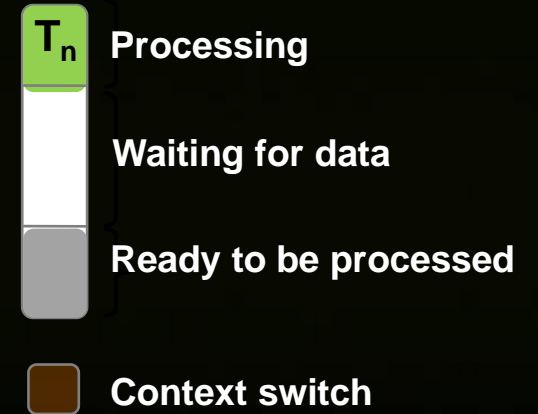 Tn Processing
Waiting for data
Ready to be processed
Context switch